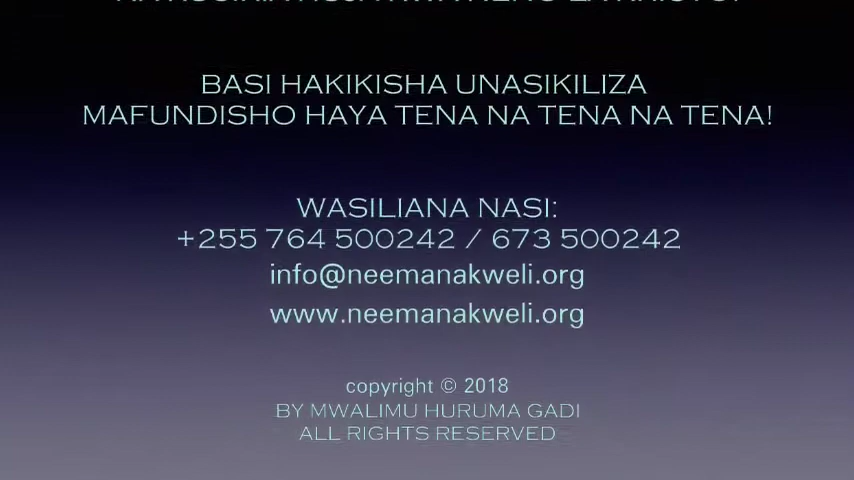 BASI HAKIKISHA UNASIKILIZA
MAFUNDISHO HAYA TENA NA TENA NA TENA!
WASILIANA NASI:
+255 764 500242 / 673 500242
info@neemanakweli.org
www.neemanakweli.org
copyright © 2018
BY MWALIMU HURUMA GADI
ALL RIGHTS RESERVED